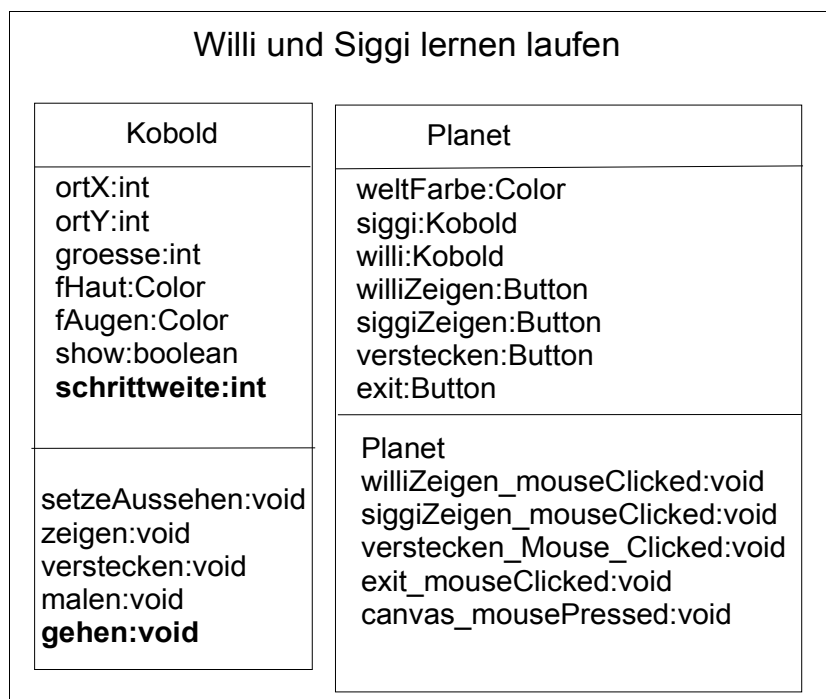 Willi und Siggi lernen laufen
Kobold
ortX:int
ortY:int
groesse:int
fHaut:Color
fAugen:Color
show:boolean
schrittweite:int
setzeAussehen:void
zeigen:void
verstecken:void
malen:void
gehen:void
Planet
weltFarbe:Color
siggi:Kobold
willi:Kobold
williZeigen:Button
siggiZeigen:Button
verstecken:Button
exit:Button
Planet
williZeigen_mouseClicked:void
siggiZeigen_mouseClicked:void
verstecken_Mouse_Clicked:void
exit_mouseClicked:void
canvas_mousePressed:void